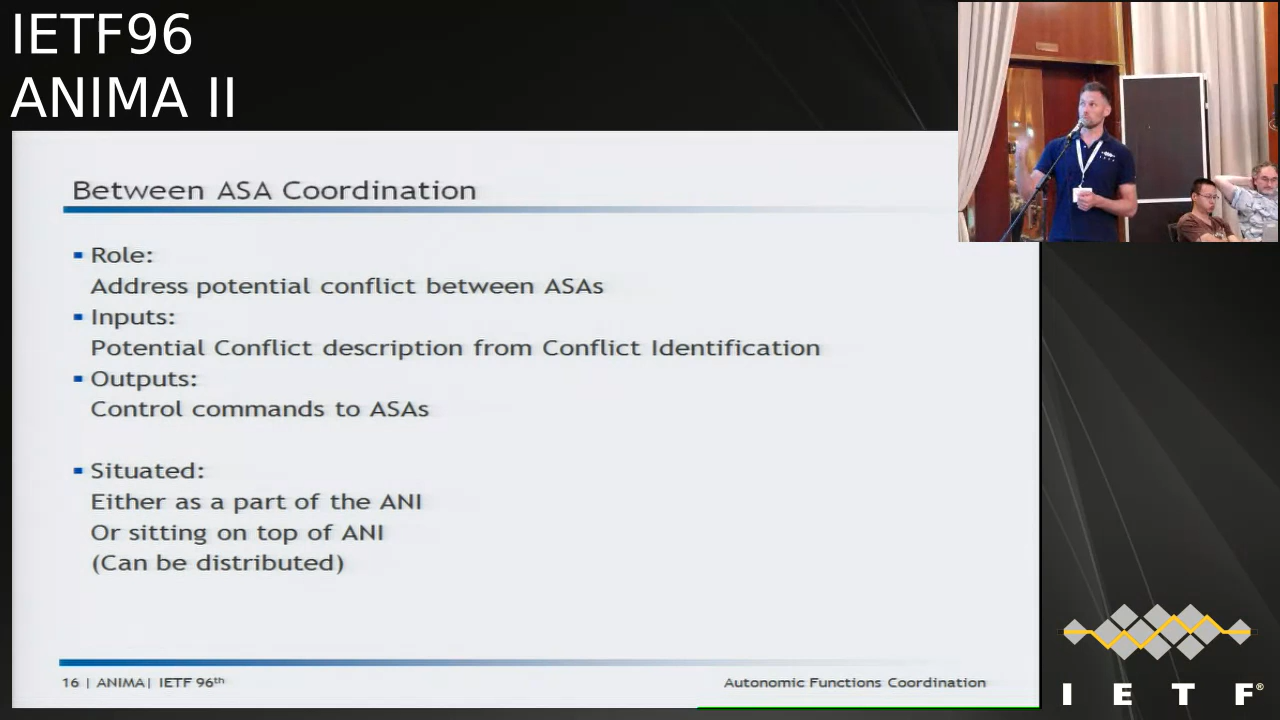 IETF96
ANIMA II
Between ASA Coordination
Role:
Address potential conflict between ASAs
Inputs:
Potential Conflict description from Conflict Identification
Outputs:
Control commands to ASAs
Situated:
Either as a part of the ANI
Or sitting on top of ANI
(Can be distributed)
16 | ANIMA| IETF 96th
Autonomic Functions Coordination
I E T F®